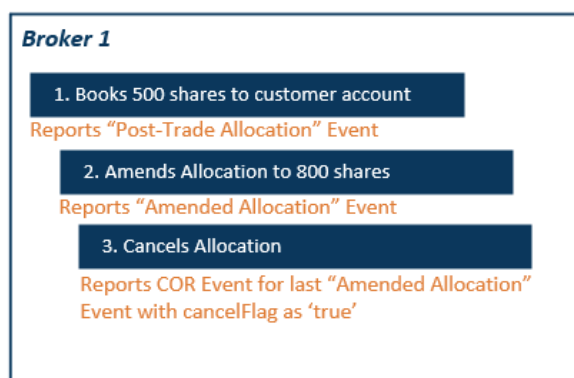 Broker 1
1. Books 500 shares to customer account
Reports “Post-Trade Allocation” Event
2. Amends Allocation to 800 shares
Reports “Amended Allocation” Event
3. Cancels Allocation
Reports COR Event for last “Amended Allocation”
Event with cancelFlag as ‘true’